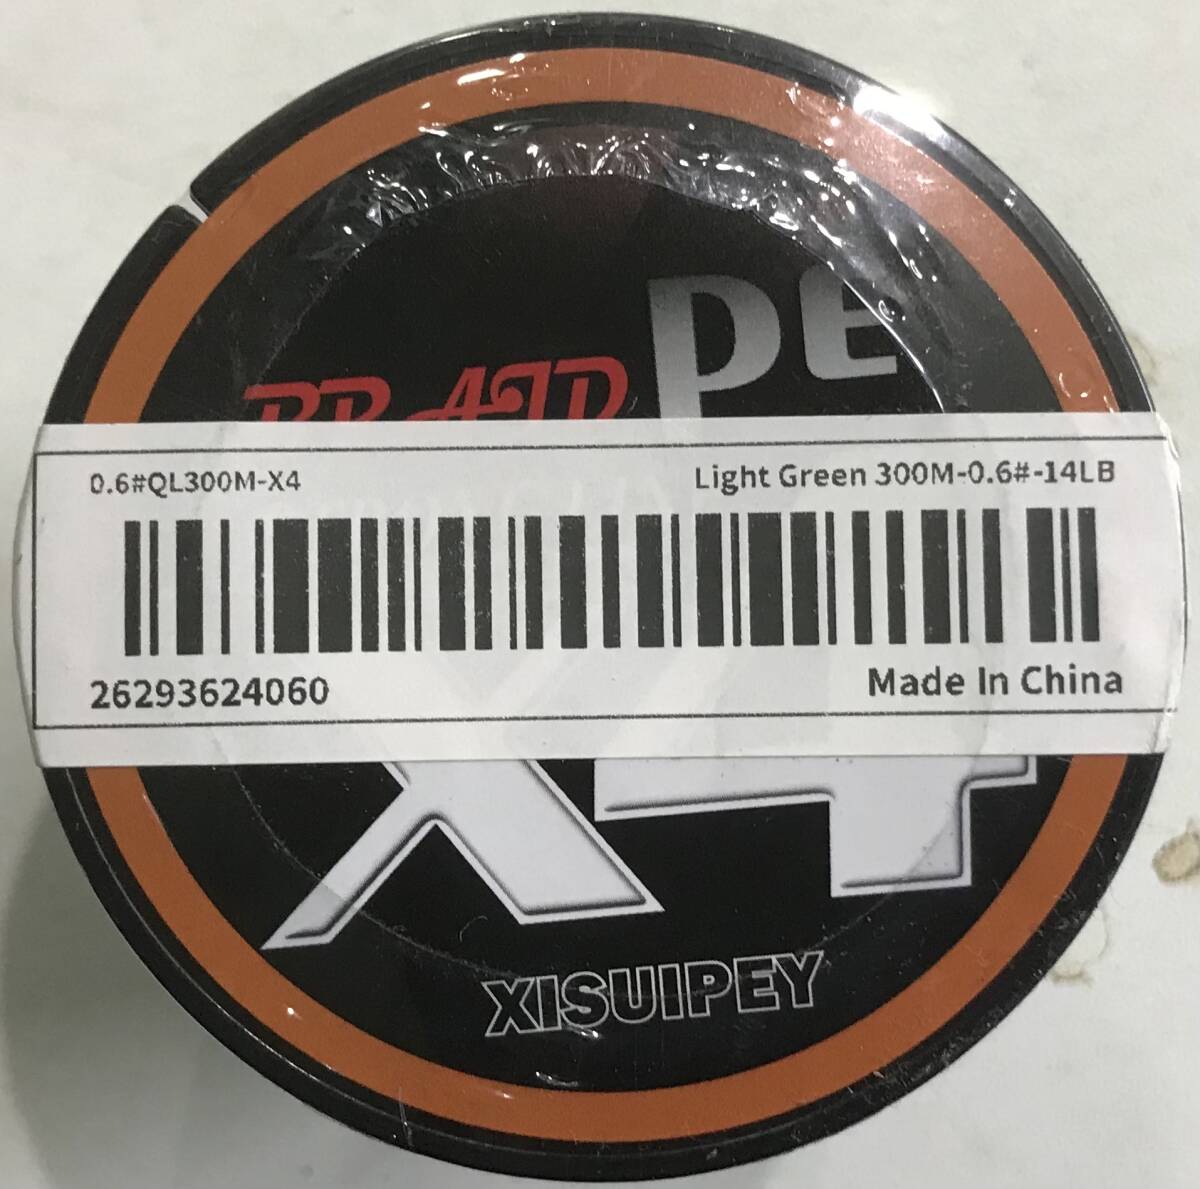 PE
BRAID
0.6#QL300M-X4
Light Green 300M-0.6#-14LB
26293624060
Made In China
X4
XISUIPEY